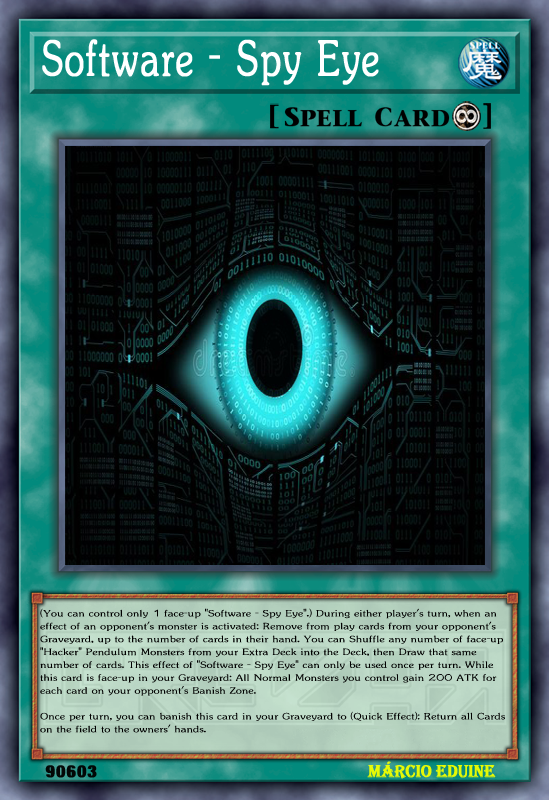 Software - Spy Eye
SPELL
魔
[ SPELL CARD ]
(You can control only 1 face-up "Software - Spy Eye".) During either player's turn, when an
effect of an opponent's monster is activated: Remove from play cards from your opponent's
Graveyard, up to the number of cards in their hand. You can Shuffle any number of face-up
"Hacker" Pendulum Monsters from your Extra Deck into the Deck, then Draw that same
number of cards. This effect of "Software - Spy Eye" can only be used once per turn. While
this card is face-up in your Graveyard: All Normal Monsters you control gain 200 ATK for
each card on your opponent's Banish Zone.
Once per turn, you can banish this card in your Graveyard to (Quick Effect): Return all Cards
on the field to the owners' hands.
90603
MÁRCIO EDUINE